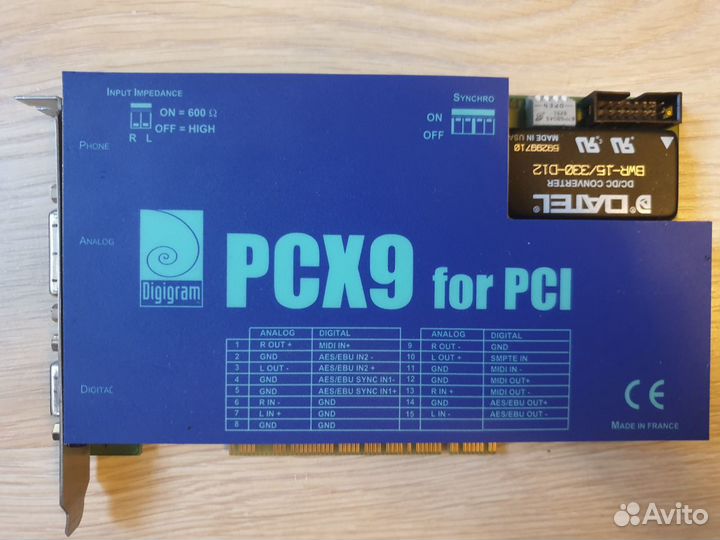 INPUT IMPEDANCE
ON = 600 Ω
OFF = HIGH
R L
SYNCHRO
ON
OFF
PHONE
ANALOG
DIGITAL
MADE IN USA
59299710
BWR-15/330-D12
DC/DC CONVERTER
DATEL
Digigram
PCX9 for PCI
ANALOG DIGITAL ANALOG DIGITAL
1 R OUT + MIDI IN+ 9 R OUT - GND
2 GND AES/EBU IN2 - 10 L OUT + SMPTE IN
3 L OUT - AES/EBU IN2 + 11 GND MIDI IN -
4 GND AES/EBU SYNC IN1- 12 GND MIDI OUT+
5 GND AES/EBU SYNC IN1+ 13 R IN + MIDI OUT -
6 R IN - GND 14 GND AES/EBU OUT+
7 L IN + GND 15 L IN - AES/EBU OUT -
8 GND GND
CE
MADE IN FRANCE
Avito